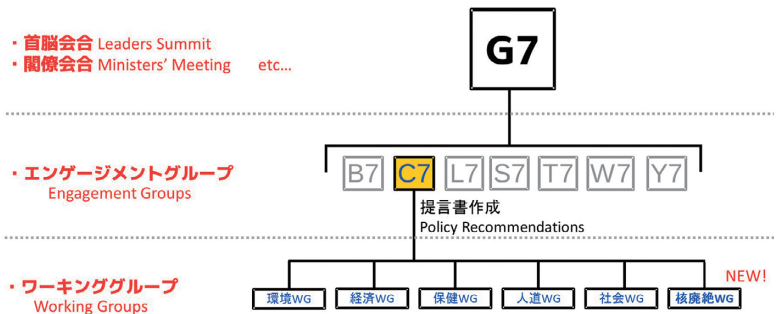 ・首脳会合 Leaders Summit
・閣僚会合 Ministers' Meeting etc...
G7
・エンゲージメントグループ
Engagement Groups
B7 C7 L7 S7 T7 W7 Y7
提言書作成
Policy Recommendations
・ワーキンググループ
Working Groups
NEW!
環境WG 経済WG 保健WG 人道WG 社会WG 核廃絶WG